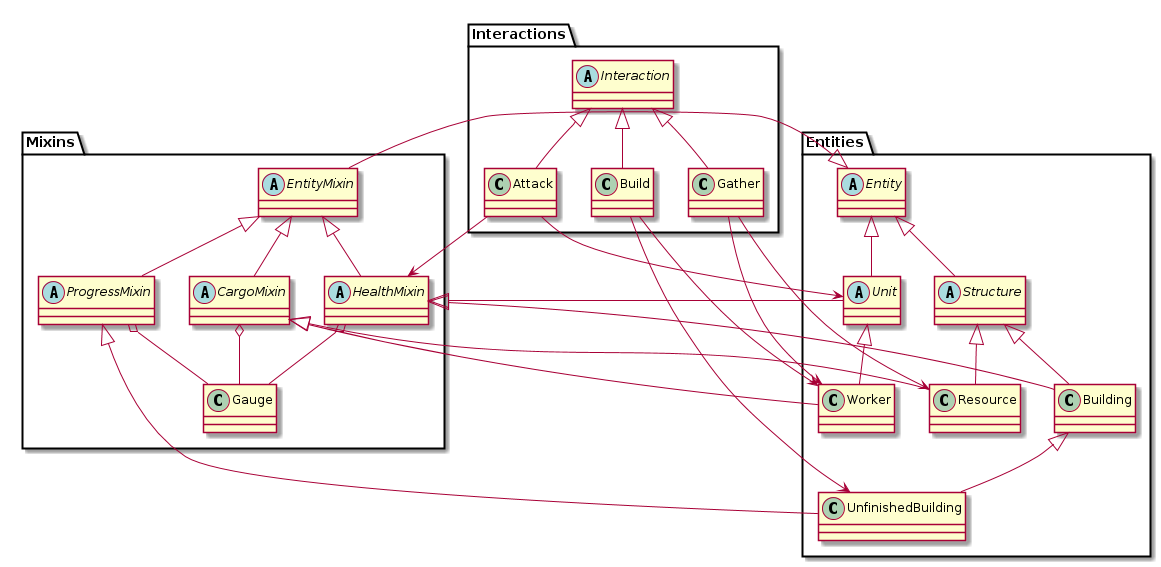 Interactions
A Interaction
Mixins
Entities
A EntityMixin
C Attack
C Build
C Gather
A Entity
A ProgressMixin
A CargoMixin
A HealthMixin
A Unit
A Structure
C Gauge
C Worker
C Resource
C Building
C UnfinishedBuilding